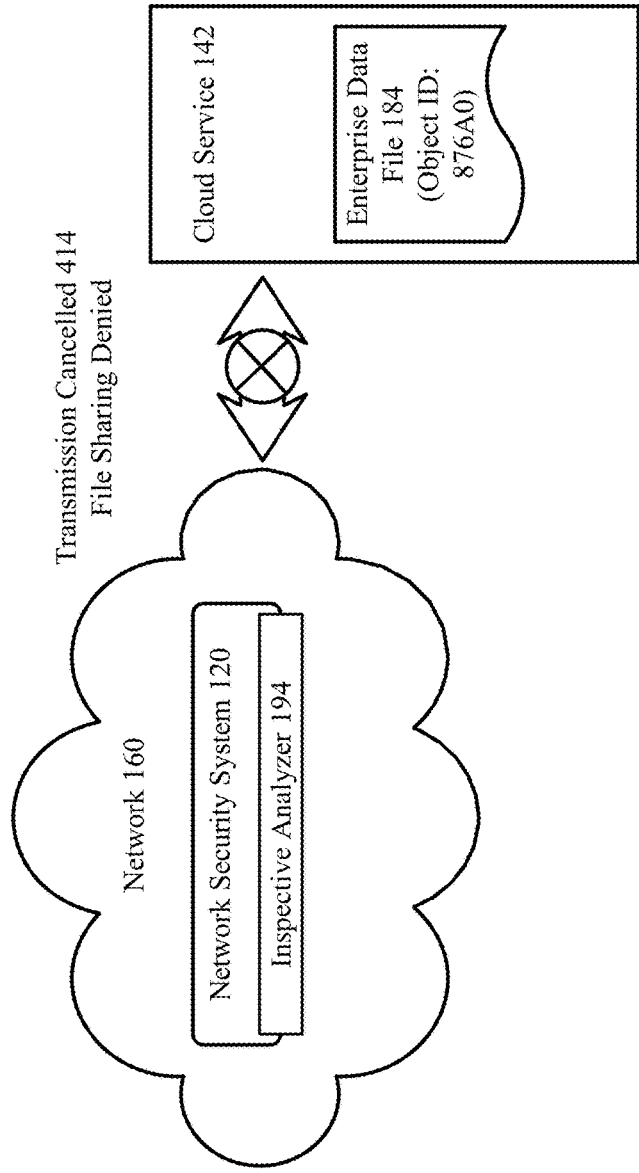 Transmission Cancelled 414
File Sharing Denied
Network 160
Network Security System 120
Inspective Analyzer 194
Cloud Service 142
Enterprise Data
File 184
(Object ID:
876A0)